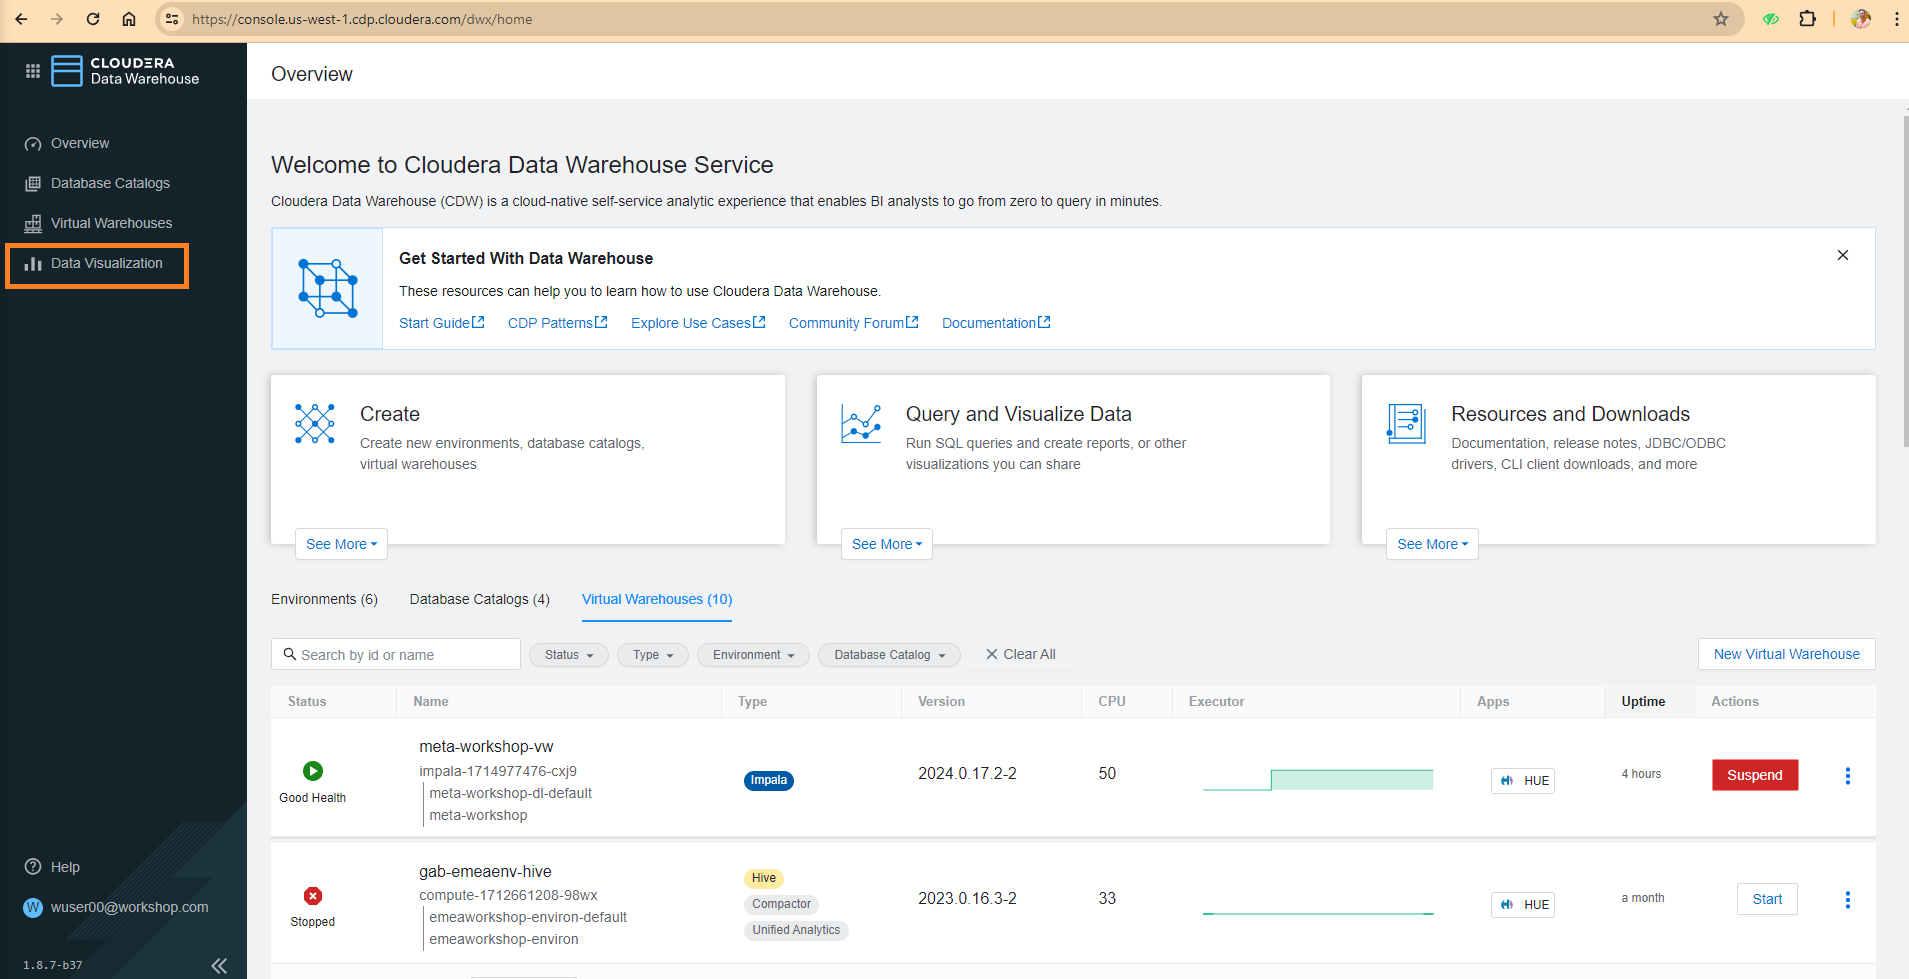 https://console.us-west-1.cdp.cloudera.com/dwx/home
CLOUDERA
Data Warehouse
Overview
Database Catalogs
Virtual Warehouses
Data Visualization
Help
W wuser00@workshop.com
1.8.7-b37
Overview
Welcome to Cloudera Data Warehouse Service
Cloudera Data Warehouse (CDW) is a cloud-native self-service analytic experience that enables BI analysts to go from zero to query in minutes.
Get Started With Data Warehouse
These resources can help you to learn how to use Cloudera Data Warehouse.
Start Guide CDP Patterns Explore Use Cases Community Forum Documentation
Create
Create new environments, database catalogs,
virtual warehouses
See More
Query and Visualize Data
Run SQL queries and create reports, or other
visualizations you can share
See More
Resources and Downloads
Documentation, release notes, JDBC/ODBC
drivers, CLI client downloads, and more
See More
Environments (6) Database Catalogs (4) Virtual Warehouses (10)
Search by id or name Status Type Environment Database Catalog Clear All New Virtual Warehouse
Status Name Type Version CPU Executor Apps Uptime Actions
Good Health
meta-workshop-vw
impala-1714977476-cxj9
meta-workshop-dl-default
meta-workshop
Impala
2024.0.17.2-2
50
HUE
4 hours
Suspend
Stopped
gab-emeaenv-hive
compute-1712661208-98wx
emeaworkshop-environ-default
emeaworkshop-environ
Hive
Compactor
Unified Analytics
2023.0.16.3-2
33
HUE
a month
Start